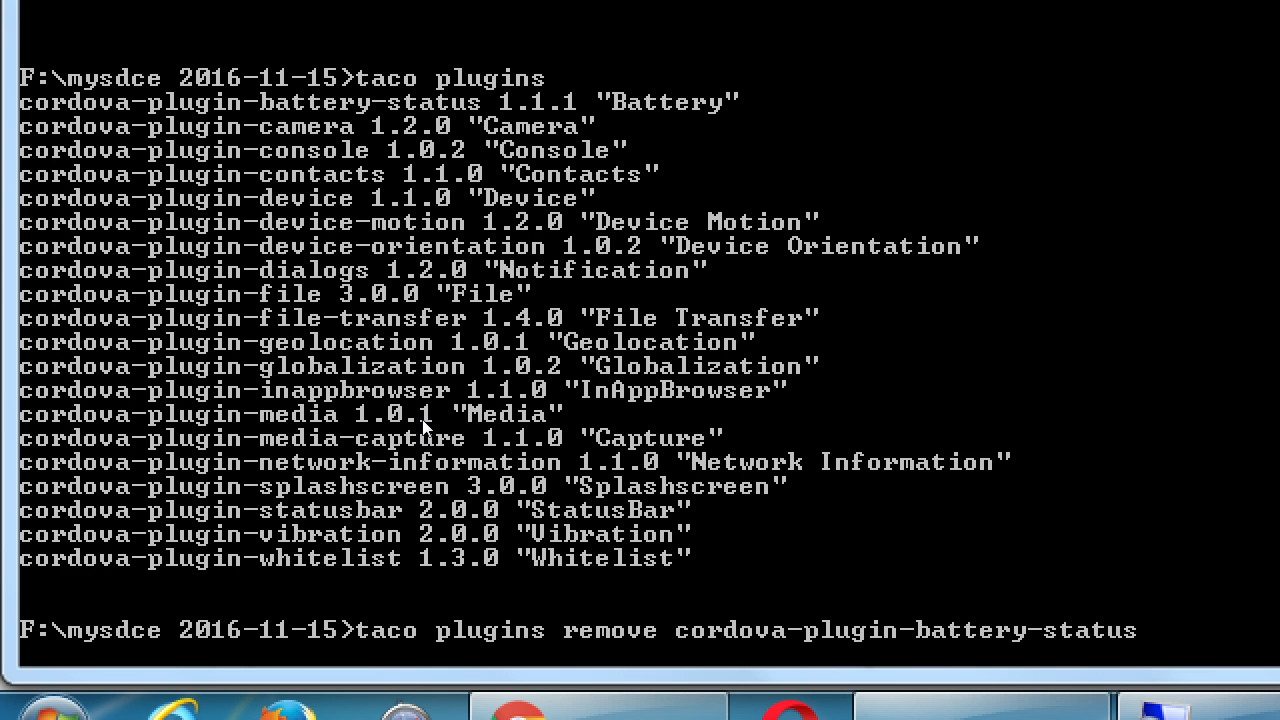 F:\mysdce 2016-11-15>taco plugins
cordova-plugin-battery-status 1.1.1 "Battery"
cordova-plugin-camera 1.2.0 "Camera"
cordova-plugin-console 1.0.2 "Console"
cordova-plugin-contacts 1.1.0 "Contacts"
cordova-plugin-device 1.1.0 "Device"
cordova-plugin-device-motion 1.2.0 "Device Motion"
cordova-plugin-device-orientation 1.0.2 "Device Orientation"
cordova-plugin-dialogs 1.2.0 "Notification"
cordova-plugin-file 3.0.0 "File"
cordova-plugin-file-transfer 1.4.0 "File Transfer"
cordova-plugin-geolocation 1.0.1 "Geolocation"
cordova-plugin-globalization 1.0.2 "Globalization"
cordova-plugin-inappbrowser 1.1.0 "InAppBrowser"
cordova-plugin-media 1.0.1 "Media"
cordova-plugin-media-capture 1.1.0 "Capture"
cordova-plugin-network-information 1.1.0 "Network Information"
cordova-plugin-splashscreen 3.0.0 "Splashscreen"
cordova-plugin-statusbar 2.0.0 "StatusBar"
cordova-plugin-vibration 2.0.0 "Vibration"
cordova-plugin-whitelist 1.3.0 "Whitelist"
F:\mysdce 2016-11-15>taco plugins remove cordova-plugin-battery-status